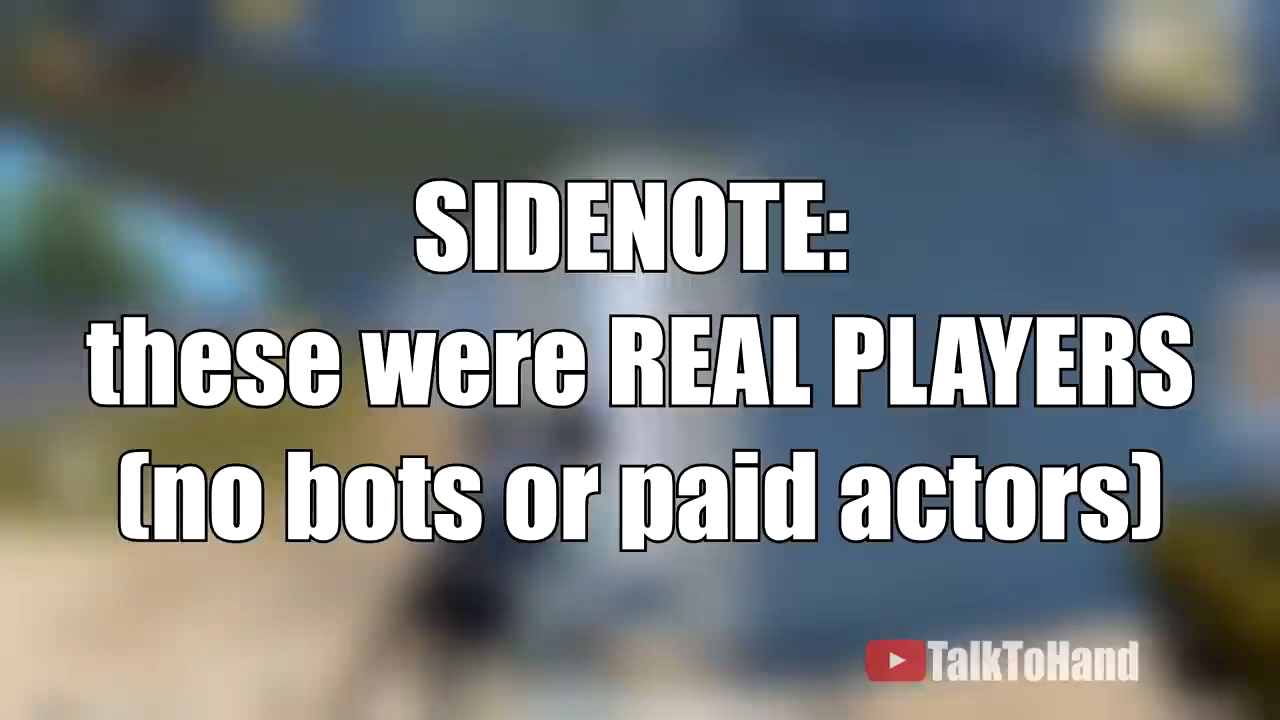 SIDENOTE:
these were REAL PLAYERS
(no bots or paid actors)
TalkToHand